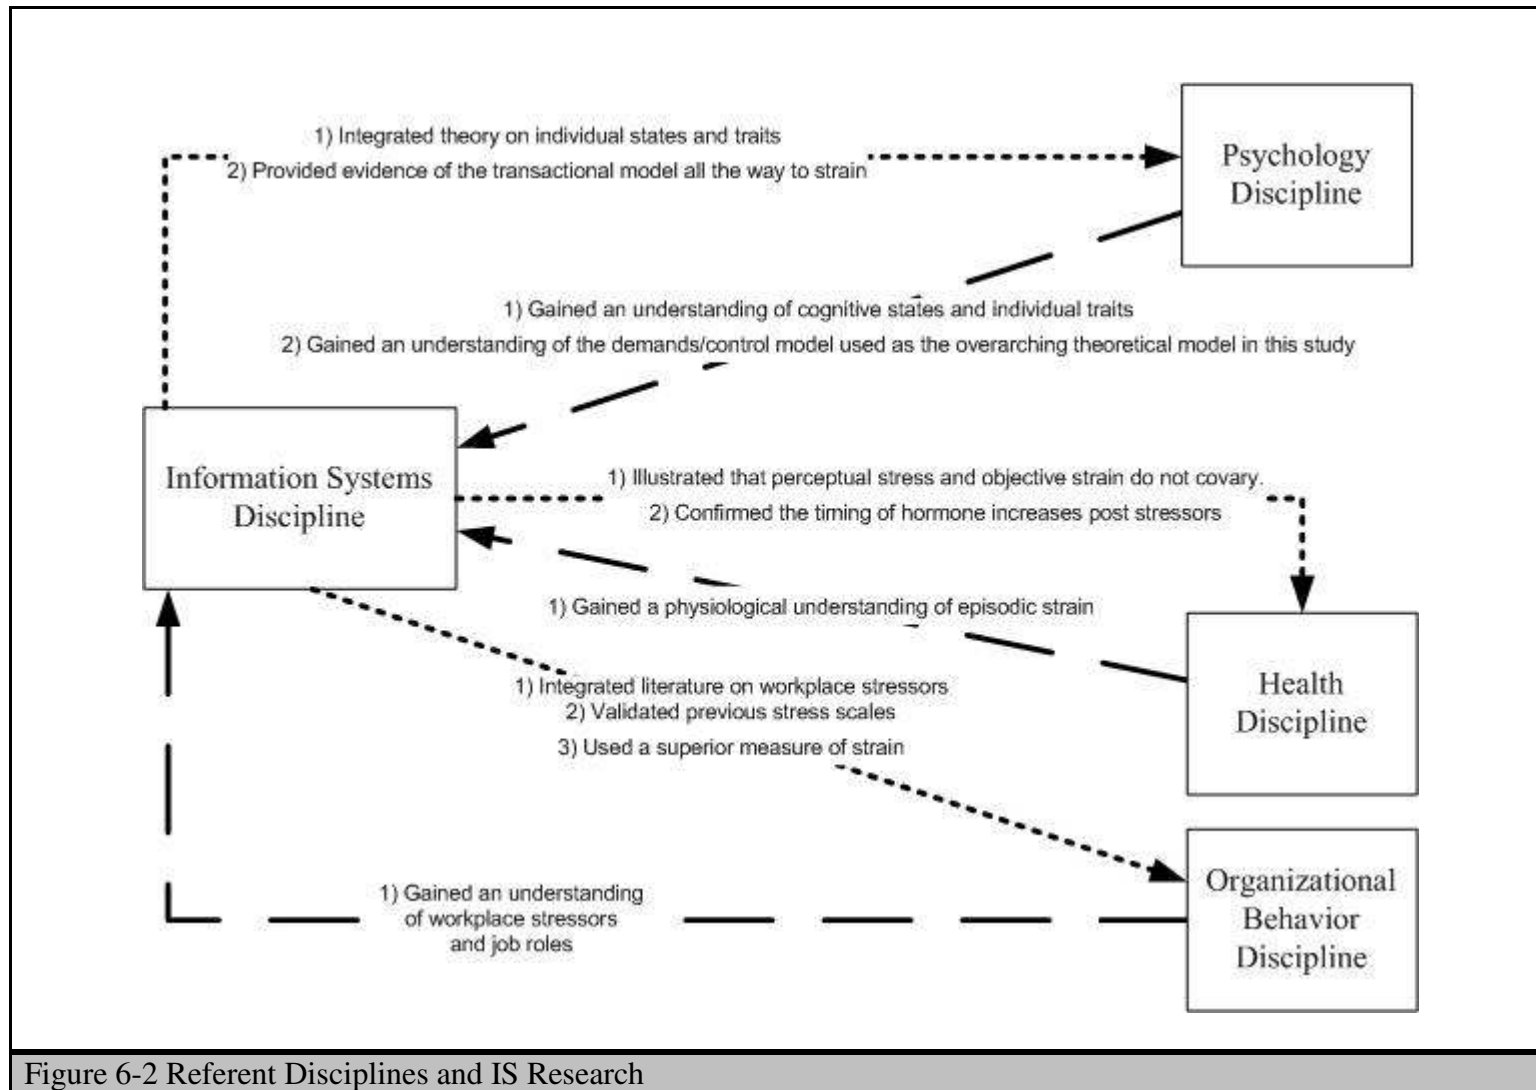 1) Integrated theory on individual states and traits
2) Provided evidence of the transactional model all the way to strain
Psychology
Discipline
1) Gained an understanding of cognitive states and individual traits
2) Gained an understanding of the demands/control model used as the overarching theoretical model in this study
Information Systems
Discipline
1) Illustrated that perceptual stress and objective strain do not covary.
2) Confirmed the timing of hormone increases post stressors
1) Gained a physiological understanding of episodic strain
Health
Discipline
1) Integrated literature on workplace stressors
2) Validated previous stress scales
3) Used a superior measure of strain
Organizational
Behavior
Discipline
1) Gained an understanding
of workplace stressors
and job roles
Figure 6-2 Referent Disciplines and IS Research